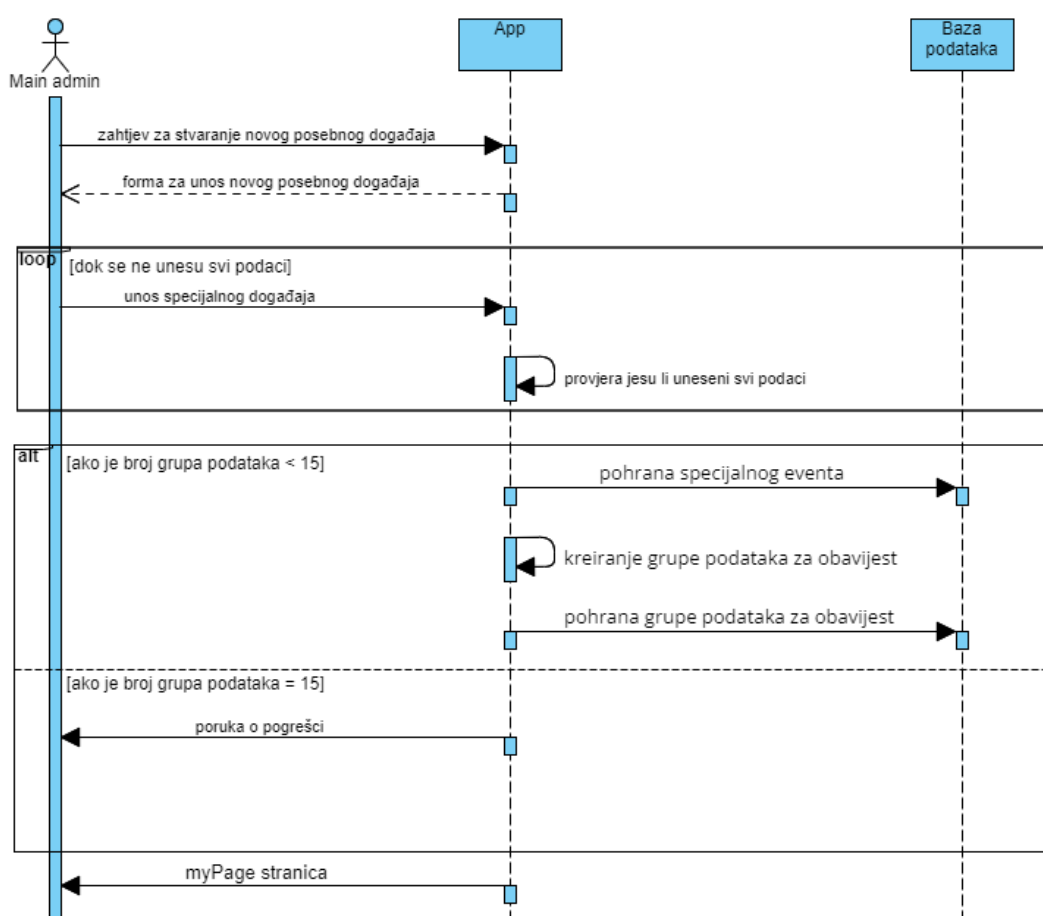 Main admin
App
Baza
podataka
zahtjev za stvaranje novog posebnog događaja
forma za unos novog posebnog događaja
loop
[dok se ne unesu svi podaci]
unos specijalnog događaja
provjera jesu li uneseni svi podaci
alt
[ako je broj grupa podataka < 15]
pohrana specijalnog eventa
kreiranje grupe podataka za obavijest
pohrana grupe podataka za obavijest
[ako je broj grupa podataka = 15]
poruka o pogrešci
myPage stranica